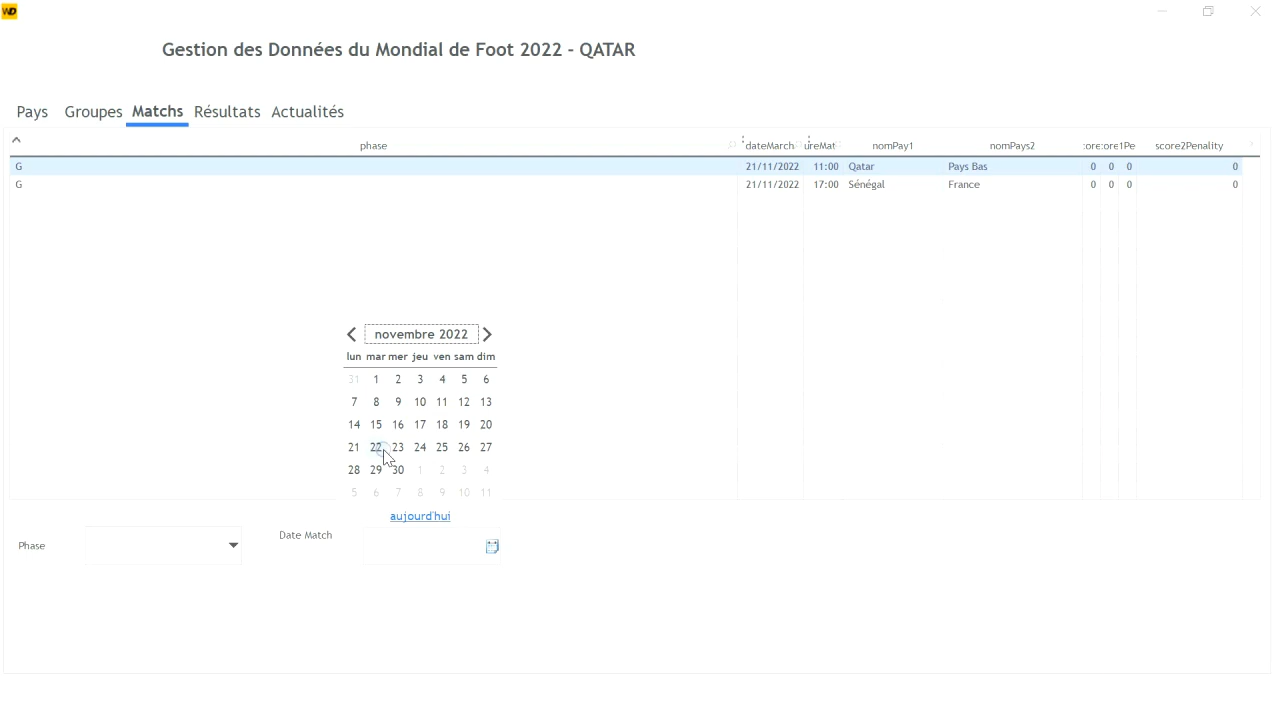 WD
Gestion des Données du Mondial de Foot 2022 - QATAR
Pays Groupes Matchs Résultats Actualités
phase dateMarch ureMat nomPay1 nomPays2 :ore :ore1Pe score2Penality
G 21/11/2022 11:00 Qatar Pays Bas 0 0 0 0
G 21/11/2022 17:00 Sénégal France 0 0 0 0
novembre 2022
lun mar mer jeu ven sam dim
31 1 2 3 4 5 6
7 8 9 10 11 12 13
14 15 16 17 18 19 20
21 22 23 24 25 26 27
28 29 30 1 2 3 4
5 6 7 8 9 10 11
aujourd'hui
Phase Date Match